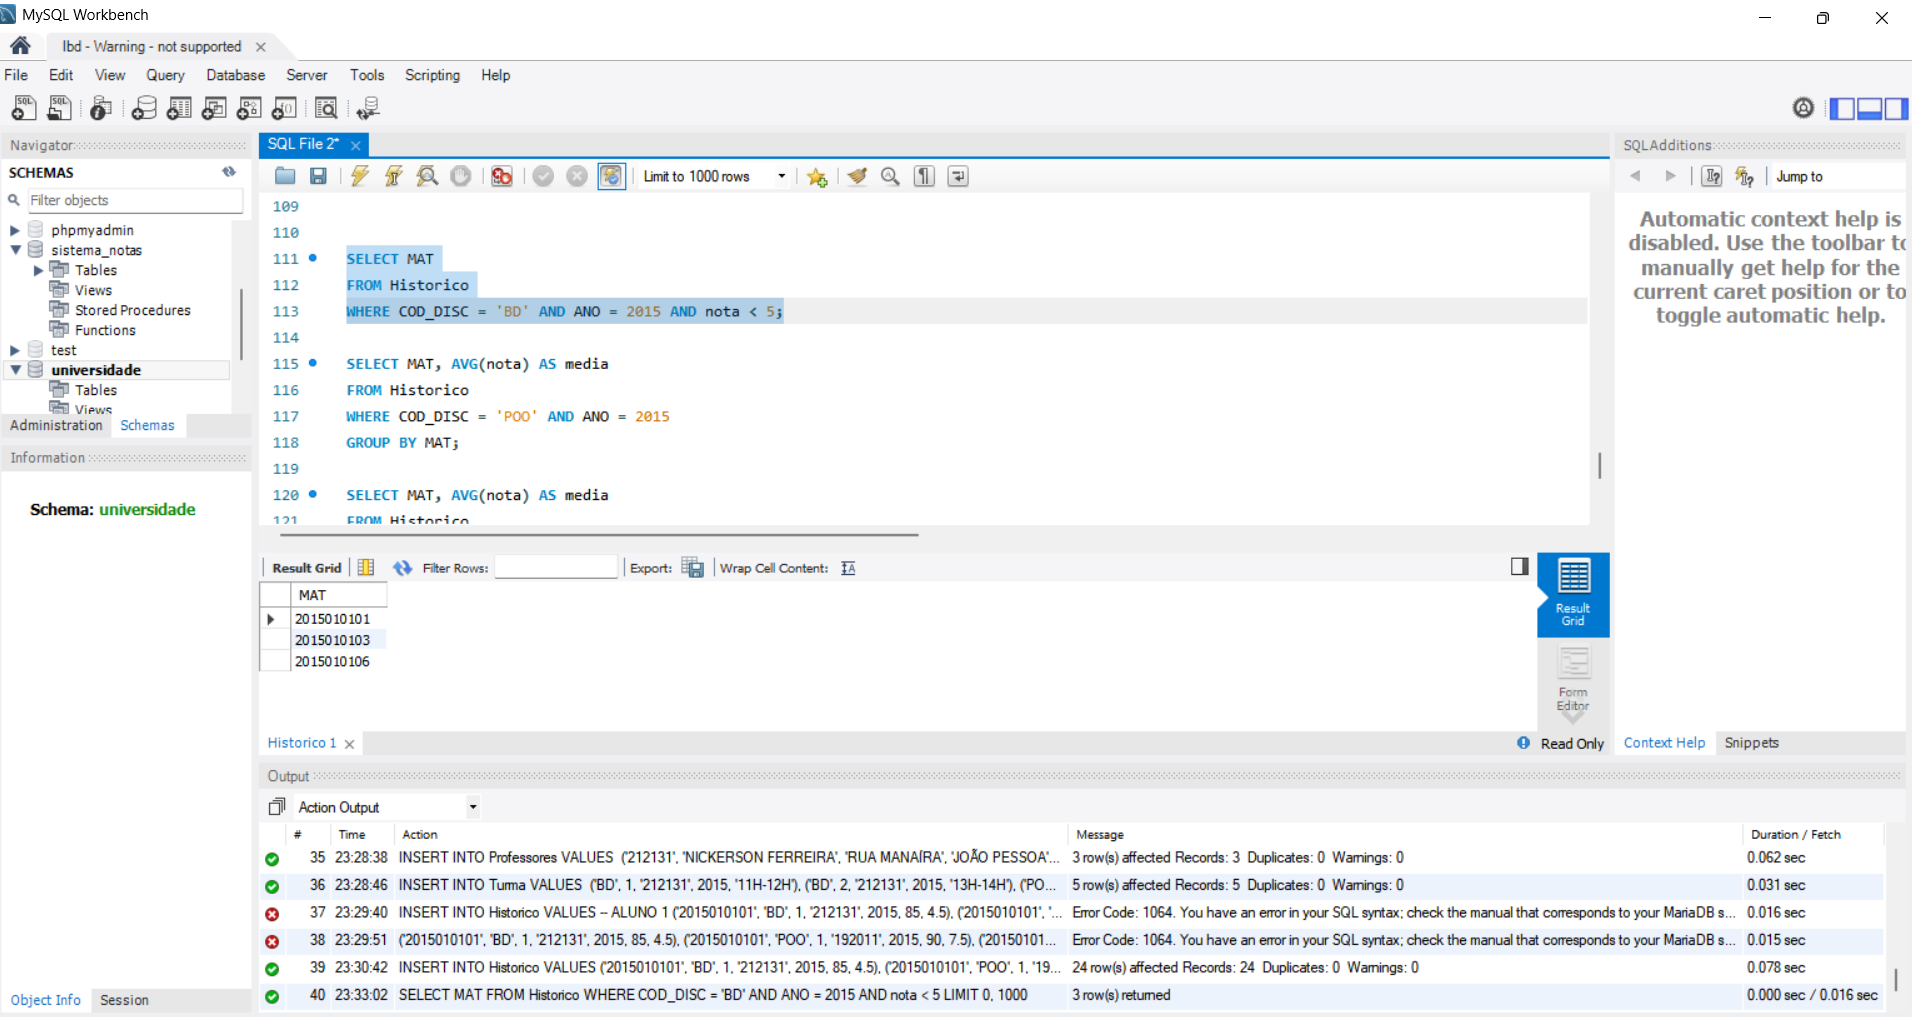 MySQL Workbench
lbd - Warning - not supported
File Edit View Query Database Server Tools Scripting Help
Navigator
SCHEMAS
Filter objects
phpmyadmin
sistema_notas
Tables
Views
Stored Procedures
Functions
test
universidade
Tables
Views
Administration Schemas
Information
Schema: universidade
Object Info Session
SQL File 2*
Limit to 1000 rows
109
110
111 SELECT MAT
112 FROM Historico
113 WHERE COD_DISC = 'BD' AND ANO = 2015 AND nota < 5;
114
115 SELECT MAT, AVG(nota) AS media
116 FROM Historico
117 WHERE COD_DISC = 'POO' AND ANO = 2015
118 GROUP BY MAT;
119
120 SELECT MAT, AVG(nota) AS media
121 FROM Historico
Result Grid Filter Rows: Export: Wrap Cell Content:
MAT
2015010101
2015010103
2015010106
Result
Grid
Form
Editor
Historico 1
Read Only
SQLAdditions
Jump to
Automatic context help is
disabled. Use the toolbar to
manually get help for the
current caret position or to
toggle automatic help.
Context Help Snippets
Output
Action Output
# Time Action Message Duration / Fetch
35 23:28:38 INSERT INTO Professores VALUES ('212131', 'NICKERSON FERREIRA', 'RUA MANAÍRA', 'JOÃO PESSOA'... 3 row(s) affected Records: 3 Duplicates: 0 Warnings: 0 0.062 sec
36 23:28:46 INSERT INTO Turma VALUES ('BD', 1, '212131', 2015, '11H-12H'), ('BD', 2, '212131', 2015, '13H-14H'), ('PO... 5 row(s) affected Records: 5 Duplicates: 0 Warnings: 0 0.031 sec
37 23:29:40 INSERT INTO Historico VALUES -- ALUNO 1 ('2015010101', 'BD', 1, '212131', 2015, 85, 4.5), ('2015010101', '... Error Code: 1064. You have an error in your SQL syntax; check the manual that corresponds to your MariaDB s... 0.016 sec
38 23:29:51 ('2015010101', 'BD', 1, '212131', 2015, 85, 4.5), ('2015010101', 'POO', 1, '192011', 2015, 90, 7.5), ('20150101... Error Code: 1064. You have an error in your SQL syntax; check the manual that corresponds to your MariaDB s... 0.015 sec
39 23:30:42 INSERT INTO Historico VALUES ('2015010101', 'BD', 1, '212131', 2015, 85, 4.5), ('2015010101', 'POO', 1, '19... 24 row(s) affected Records: 24 Duplicates: 0 Warnings: 0 0.078 sec
40 23:33:02 SELECT MAT FROM Historico WHERE COD_DISC = 'BD' AND ANO = 2015 AND nota < 5 LIMIT 0, 1000 3 row(s) returned 0.000 sec / 0.016 sec